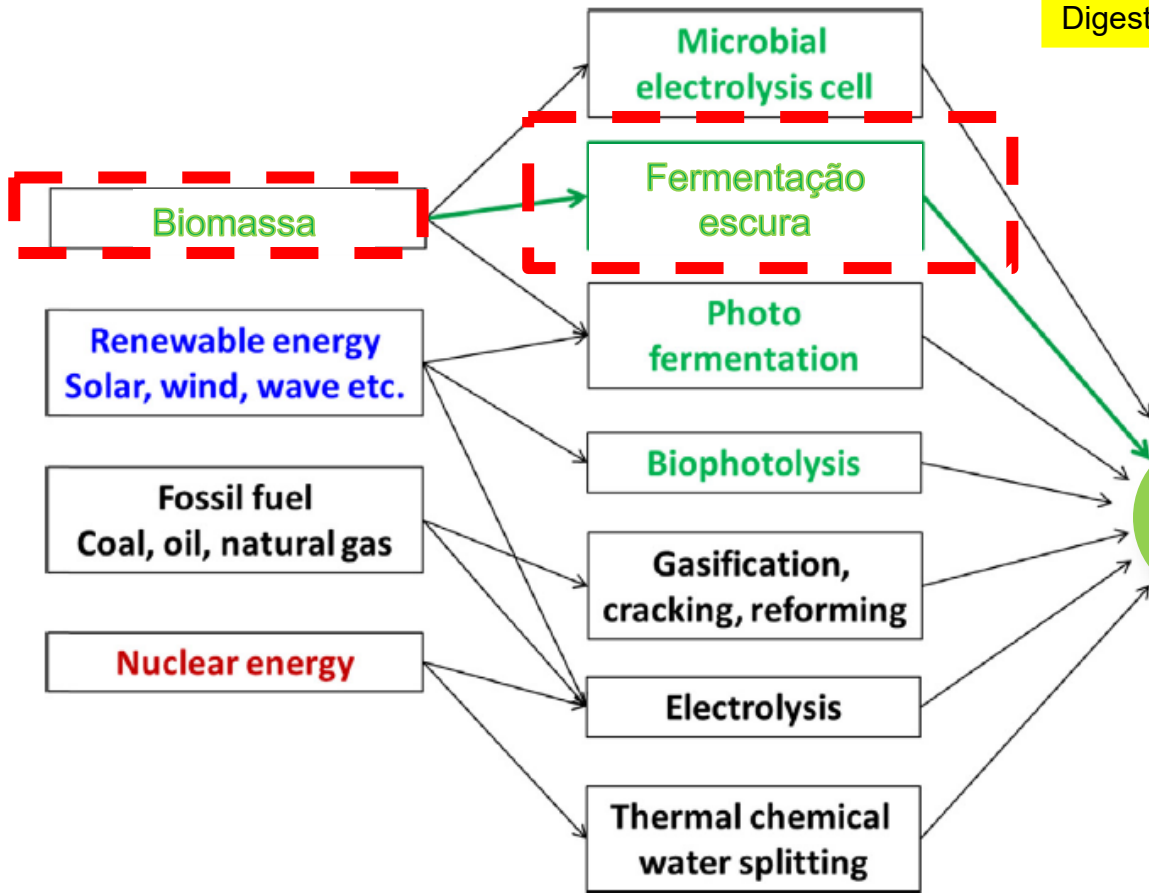 Digest
Microbial
electrolysis cell
Fermentação
escura
Biomassa
Photo
fermentation
Renewable energy
Solar, wind, wave etc.
Biophotolysis
Fossil fuel
Coal, oil, natural gas
Gasification,
cracking, reforming
Nuclear energy
Electrolysis
Thermal chemical
water splitting